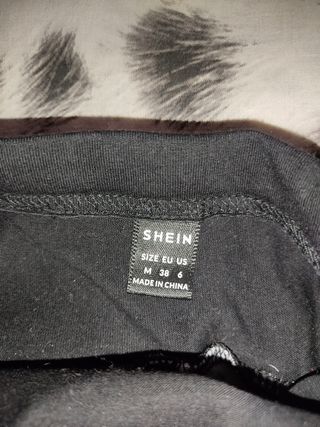 SHEIN
SIZE EU US
M 38 6
MADE IN CHINA